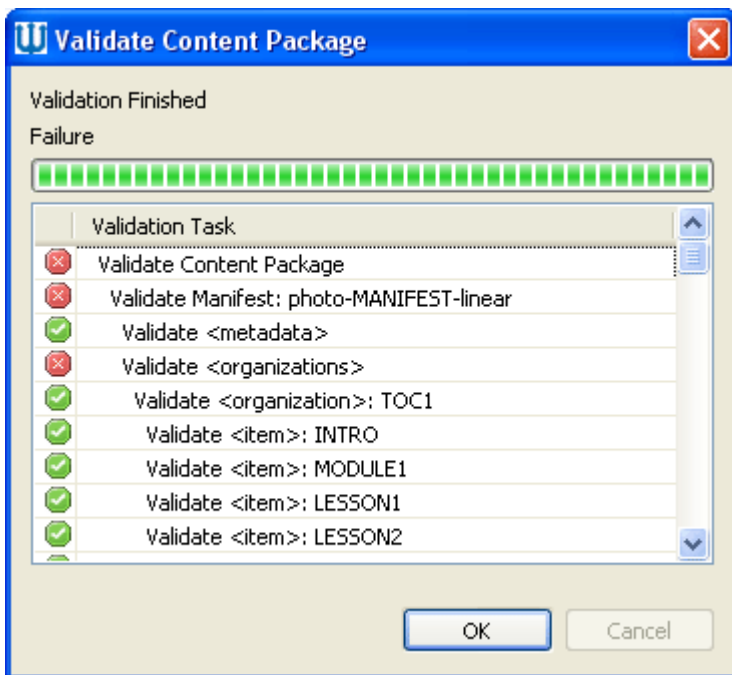 Validate Content Package
Validation Finished
Failure
Validation Task
Validate Content Package
Validate Manifest: photo-MANIFEST-linear
Validate <metadata>
Validate <organizations>
Validate <organization>: TOC1
Validate <item>: INTRO
Validate <item>: MODULE1
Validate <item>: LESSON1
Validate <item>: LESSON2
OK
Cancel